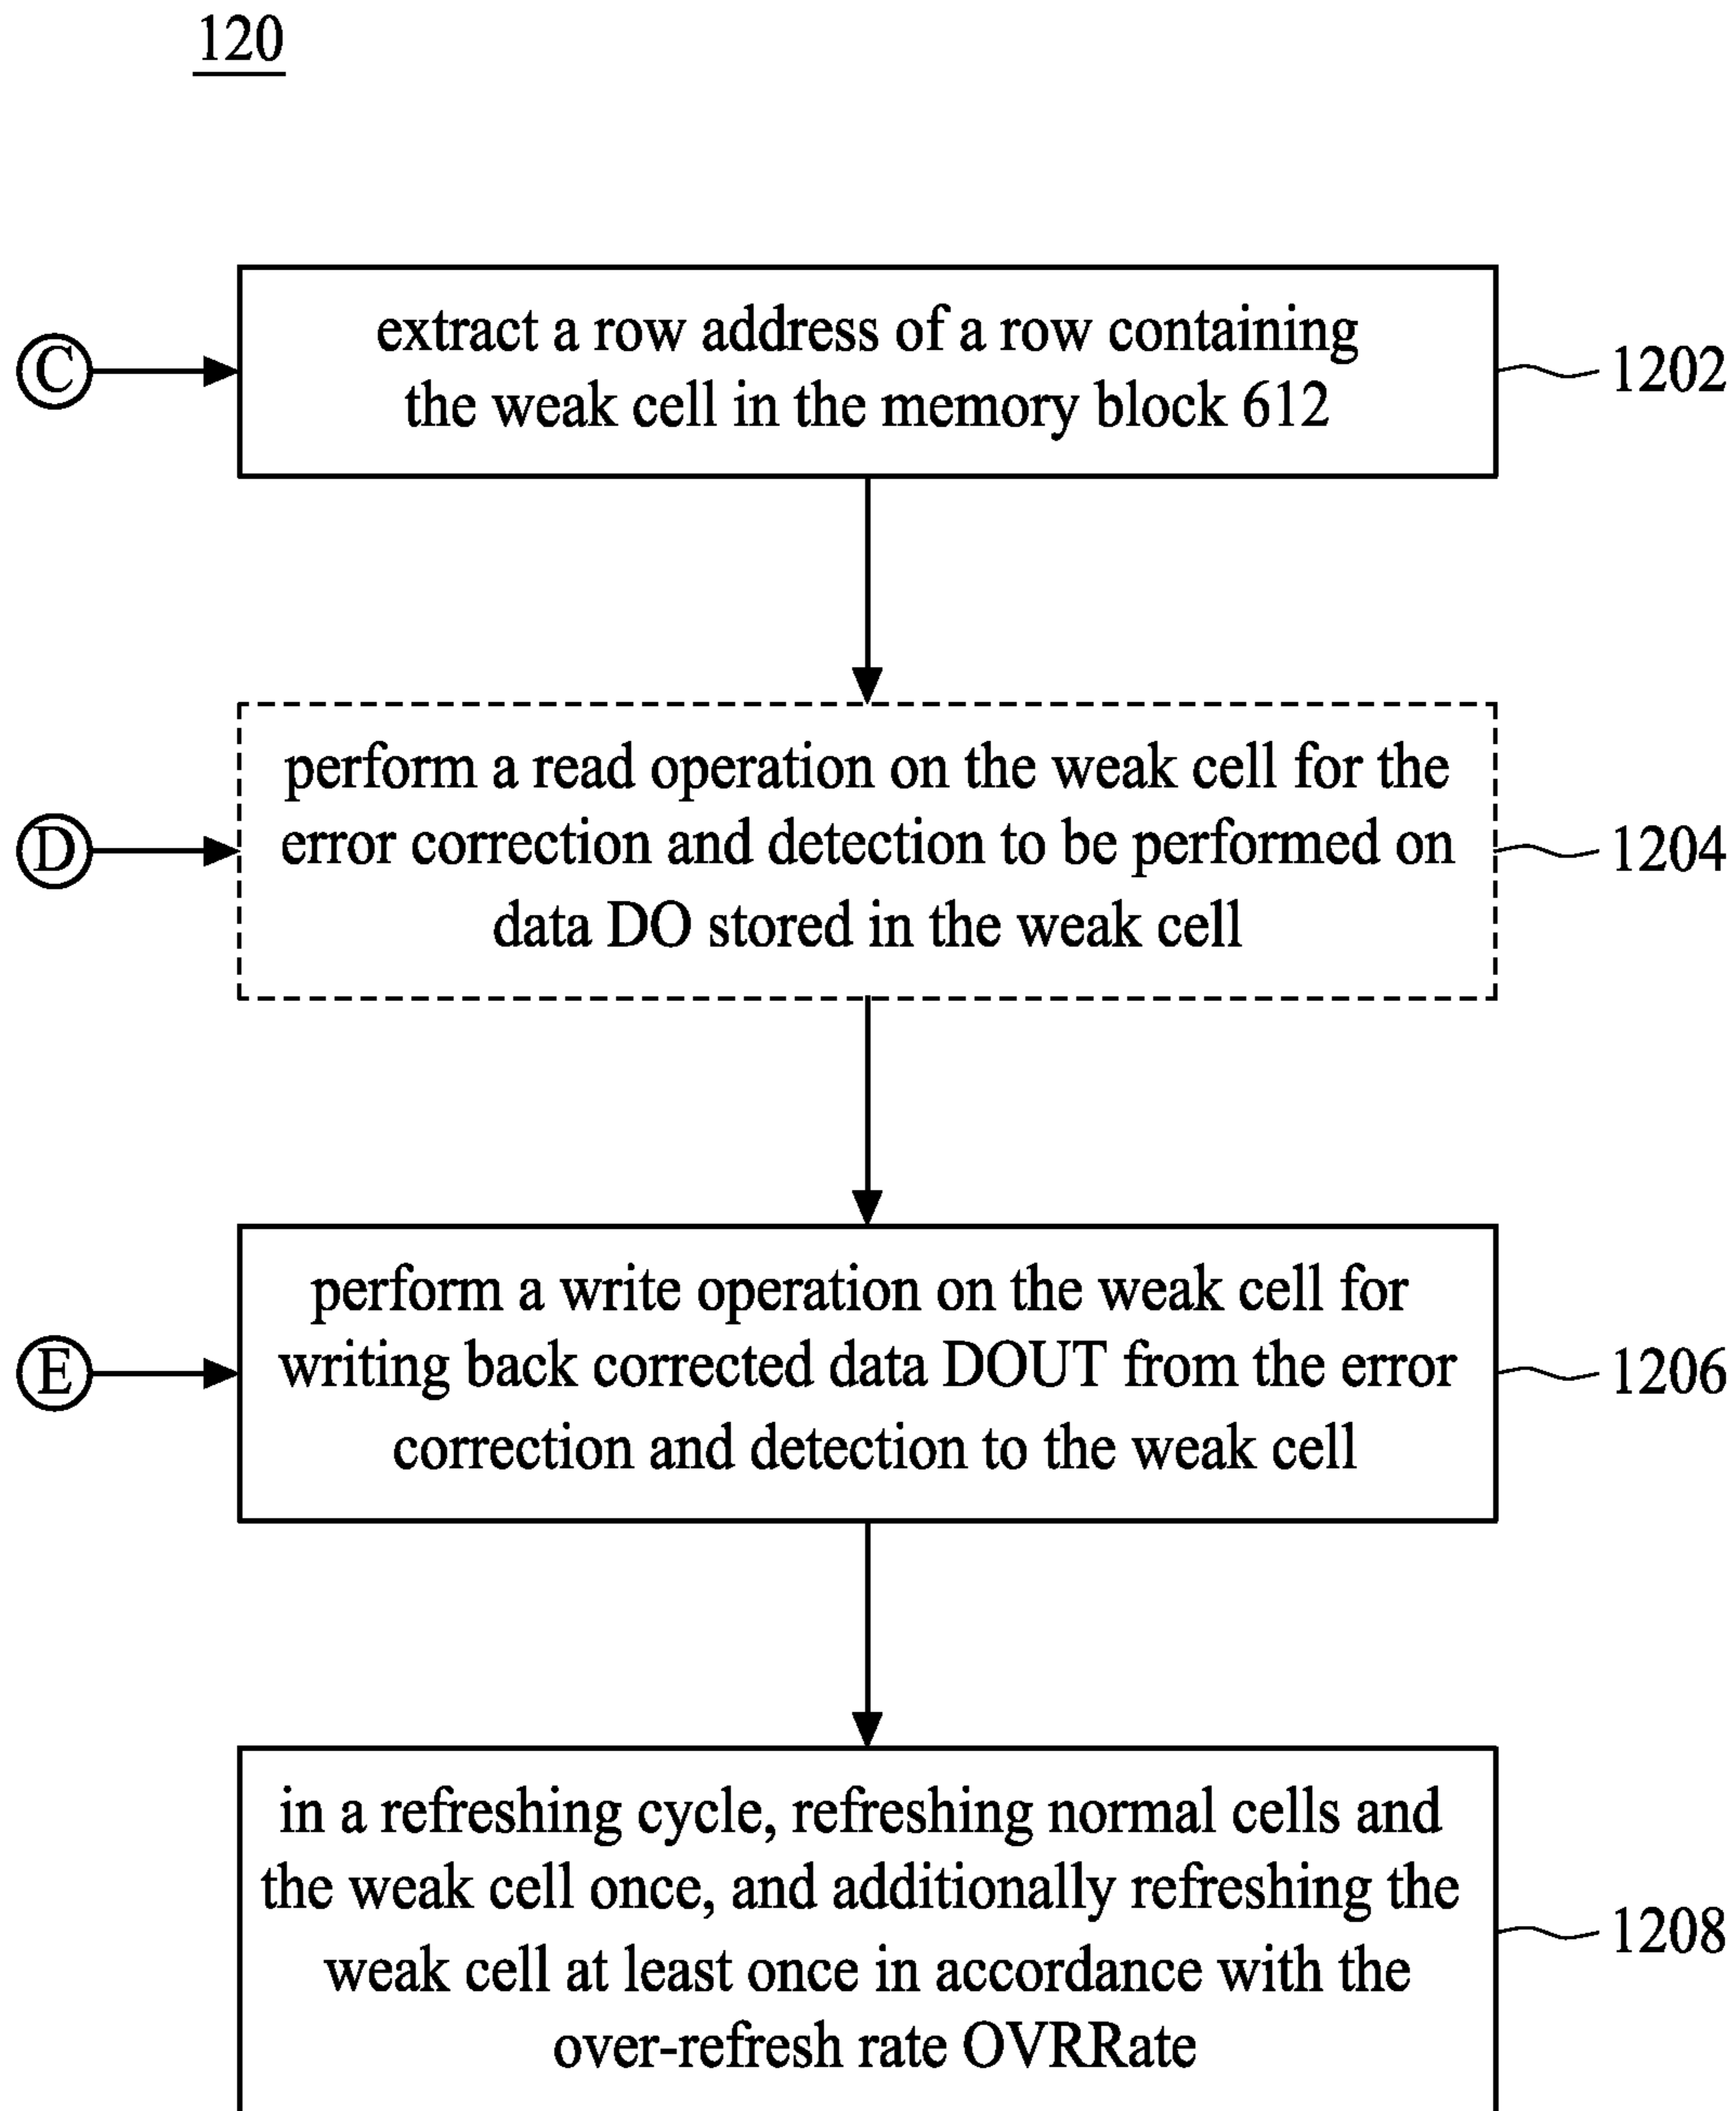 120
C
extract a row address of a row containing
the weak cell in the memory block 612
1202
D
perform a read operation on the weak cell for the
error correction and detection to be performed on
data DO stored in the weak cell
1204
E
perform a write operation on the weak cell for
writing back corrected data DOUT from the error
correction and detection to the weak cell
1206
in a refreshing cycle, refreshing normal cells and
the weak cell once, and additionally refreshing the
weak cell at least once in accordance with the
over-refresh rate OVRRate
1208